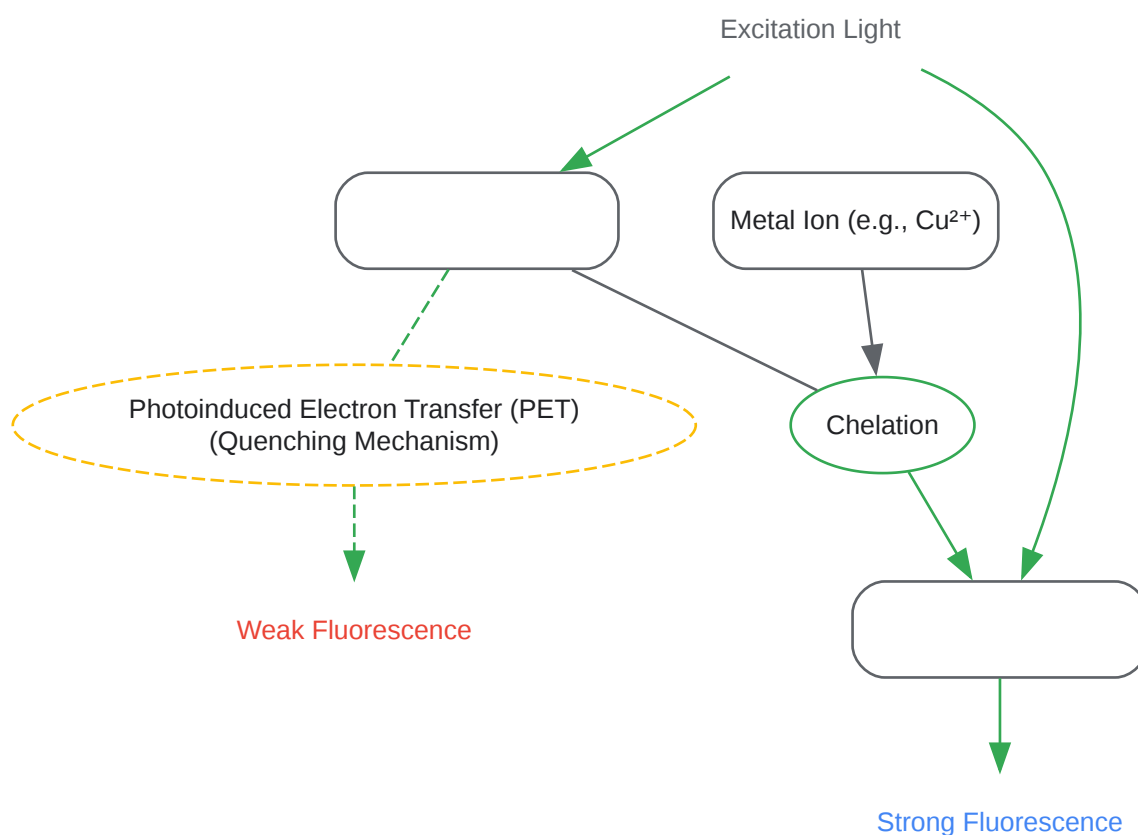 Excitation Light
Metal Ion (e.g., Cu²⁺)
Photoinduced Electron Transfer (PET)
(Quenching Mechanism)
Chelation
Weak Fluorescence
Strong Fluorescence